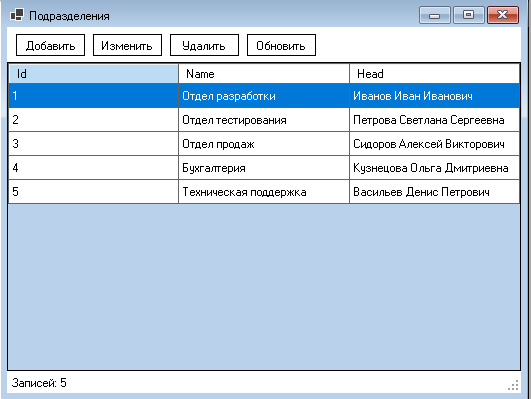 Подразделения
Добавить Изменить Удалить Обновить
Id Name Head
1 Отдел разработки Иванов Иван Иванович
2 Отдел тестирования Петрова Светлана Сергеевна
3 Отдел продаж Сидоров Алексей Викторович
4 Бухгалтерия Кузнецова Ольга Дмитриевна
5 Техническая поддержка Васильев Денис Петрович
Записей: 5